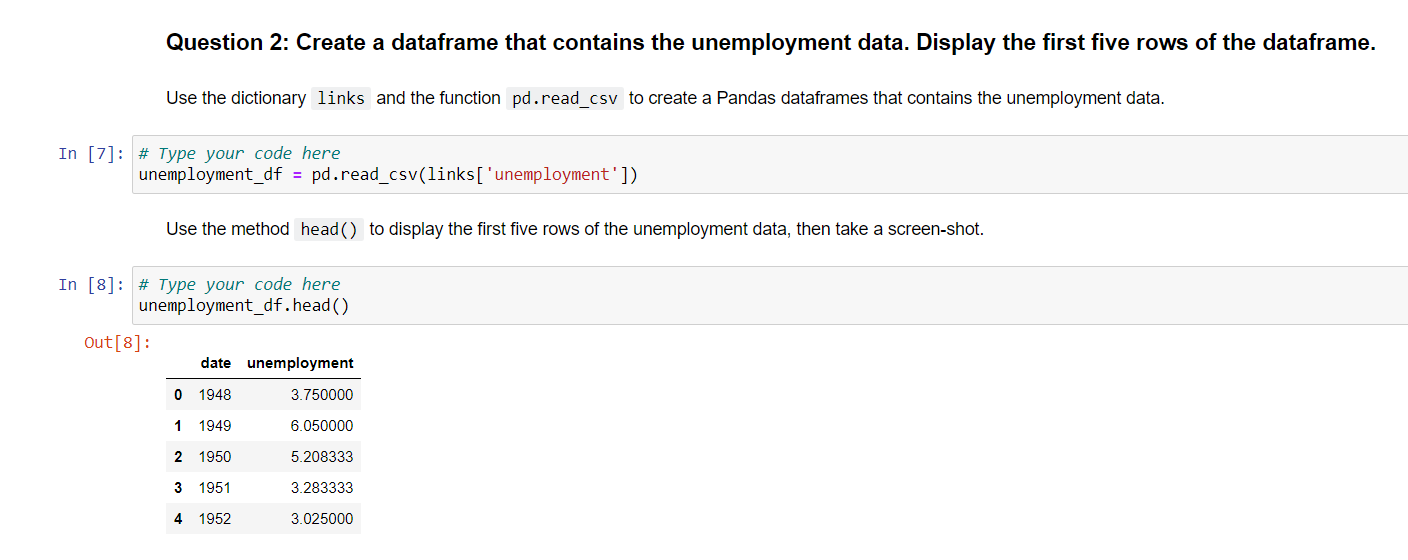 Question 2: Create a dataframe that contains the unemployment data. Display the first five rows of the dataframe.
Use the dictionary links and the function pd.read_csv to create a Pandas dataframes that contains the unemployment data.
In [7]: # Type your code here
unemployment_df = pd.read_csv(links['unemployment'])
Use the method head() to display the first five rows of the unemployment data, then take a screen-shot.
In [8]: # Type your code here
unemployment_df.head()
Out[8]:
date unemployment
0 1948 3.750000
1 1949 6.050000
2 1950 5.208333
3 1951 3.283333
4 1952 3.025000